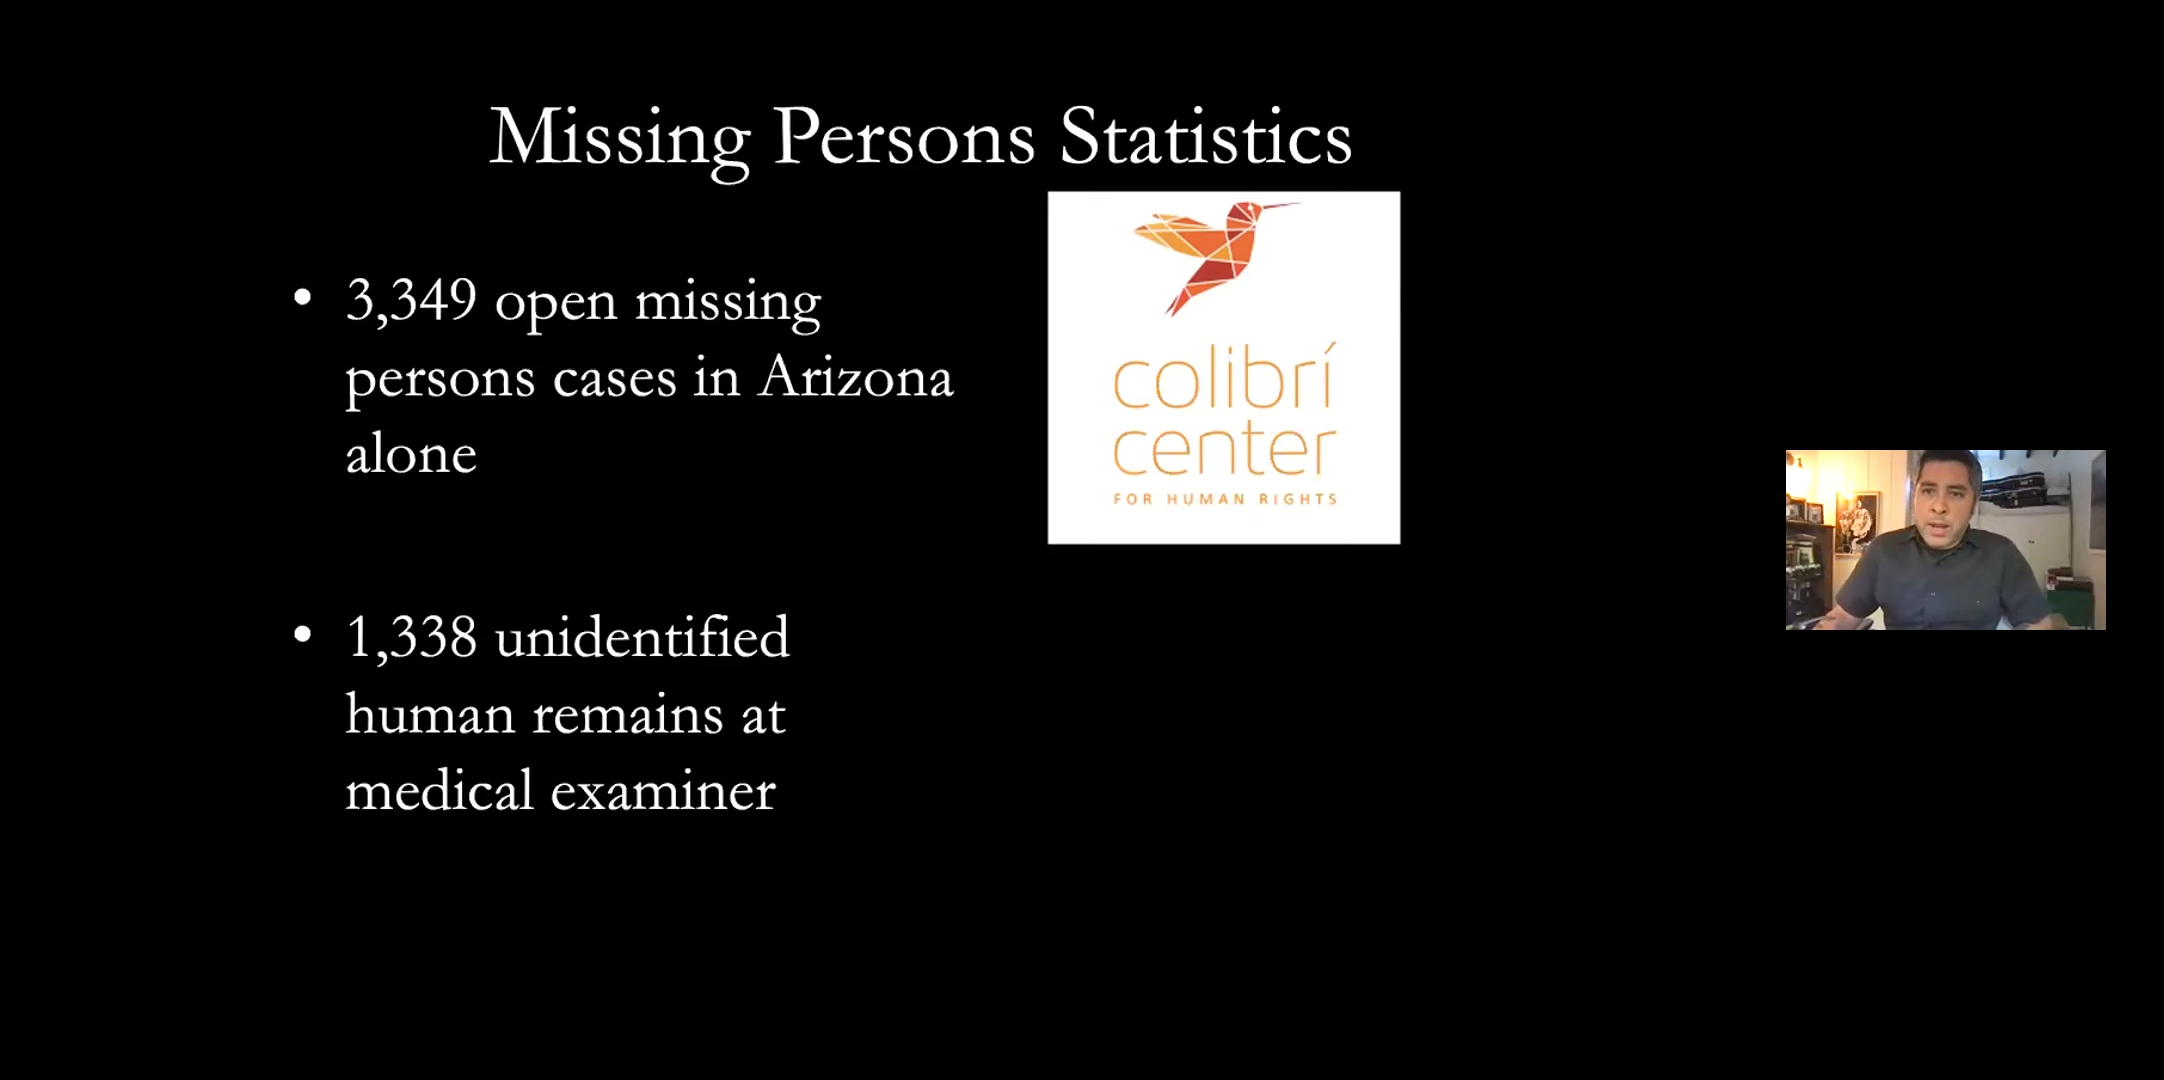 Missing Persons Statistics
• 3,349 open missing
persons cases in Arizona
alone
• 1,338 unidentified
human remains at
medical examiner
colibrí
center
FOR HUMAN RIGHTS